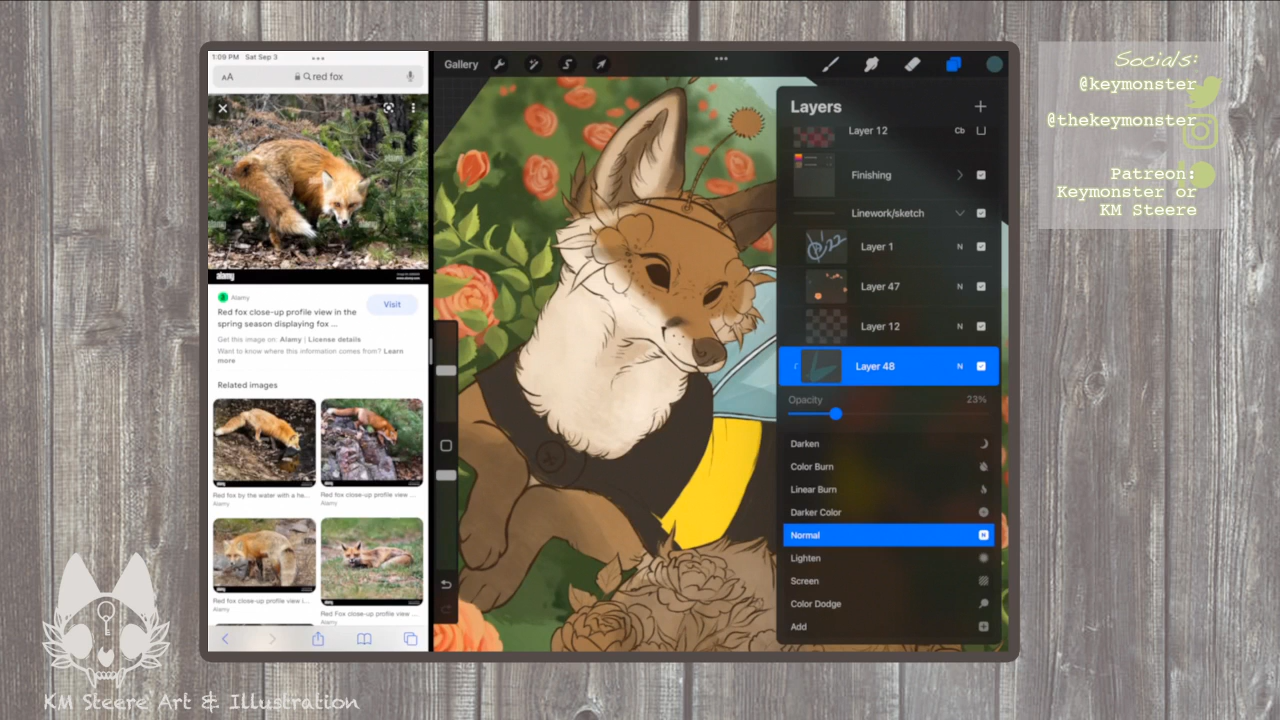 1:09 PM Sat Sep 3
AA
red fox
alamy
Alamy
Visit
Red fox close-up profile view in the
spring season displaying fox ...
Get this image on: Alamy | License details
Want to know where this information comes from? Learn
more
Related images
Red fox by the water with a he...
Alamy
Red fox close-up profile view ...
Alamy
Red fox close-up profile view i...
Alamy
Red Fox close-up profile view ...
Gallery
Layers
Layer 12
Cb
Finishing
Linework/sketch
Layer 1
N
Layer 47
N
Layer 12
N
Layer 48
N
Opacity
23%
Darken
Color Burn
Linear Burn
Darker Color
Normal
N
Lighten
Screen
Color Dodge
Add
Socials:
@keymonster
@thekeymonster
Patreon:
Keymonster or
KM Steere
KM Steere Art & Illustration